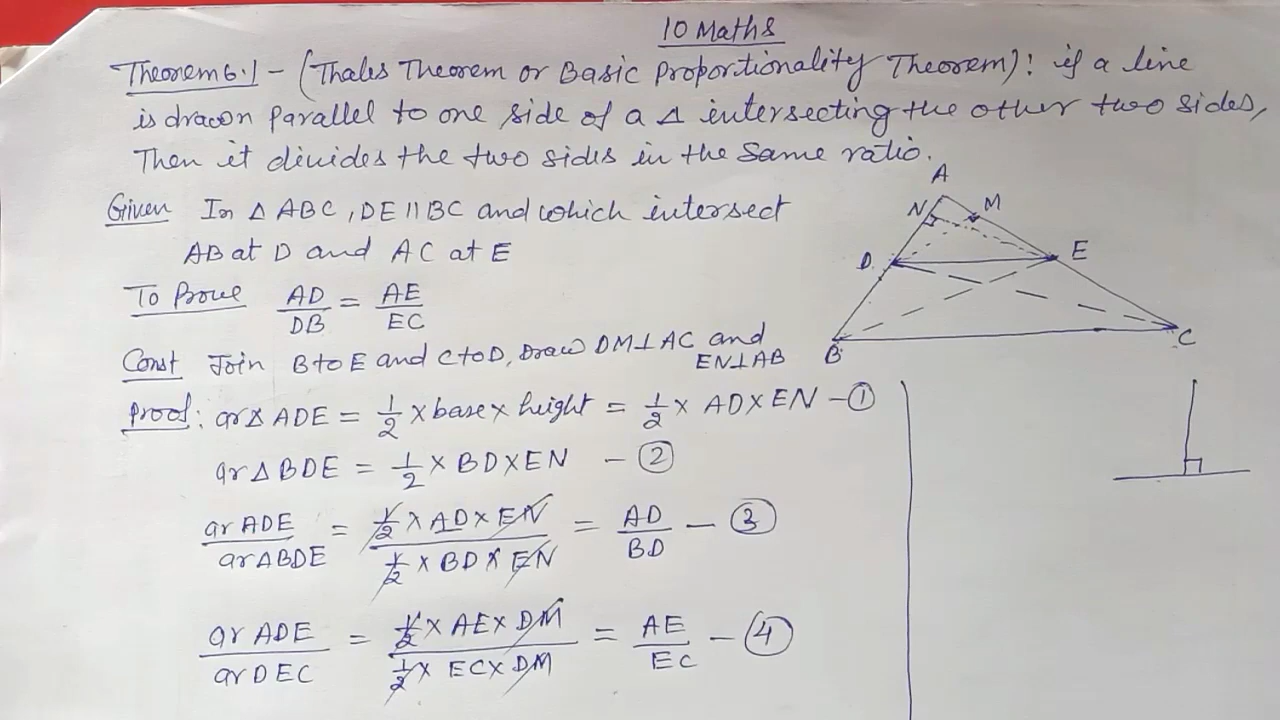 10 Maths
Theorem 6.1 - (Thales Theorem or Basic Proportionality Theorem): if a line
is drawn parallel to one side of a Δ intersecting the other two sides,
Then it divides the two sides in the same ratio.
Given In Δ ABC, DE || BC and which intersect
AB at D and AC at E
To Prove AD/DB = AE/EC
Const Join B to E and C to D, Draw DM⊥AC and
EN⊥AB
Proof: ar Δ ADE = 1/2 × base × height = 1/2 × AD × EN - ①
ar Δ BDE = 1/2 × BD × EN - ②
ar ADE/ar ΔBDE = 1/2 × AD × EN / 1/2 × BD × EN = AD/BD - ③
ar ADE/ar DEC = 1/2 × AE × DM / 1/2 × EC × DM = AE/EC - ④
A
N M
D E
B C